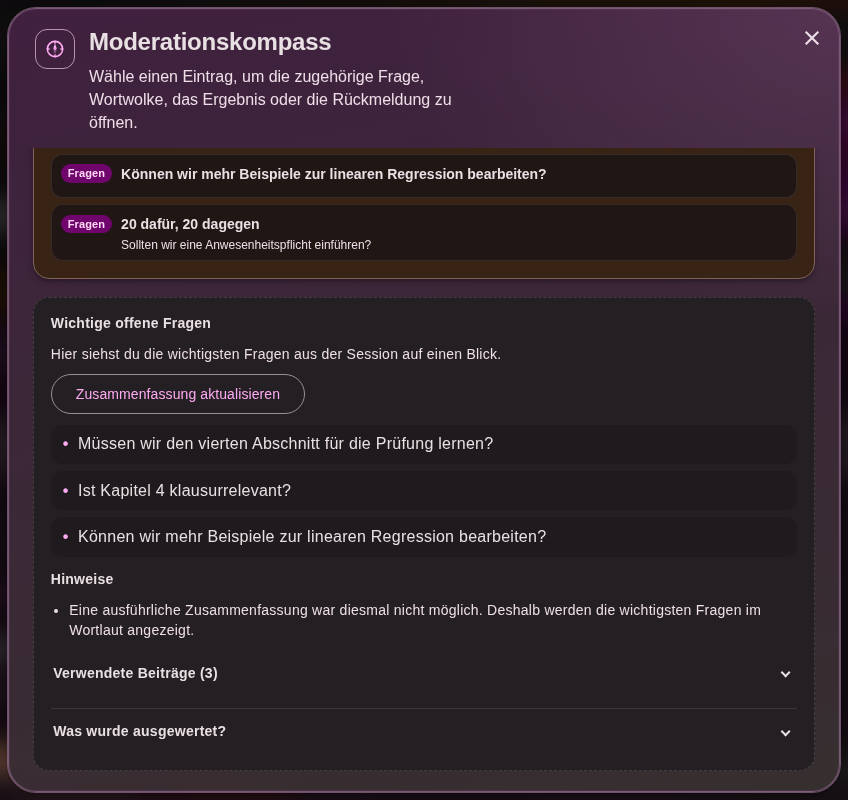 Moderationskompass
Wähle einen Eintrag, um die zugehörige Frage,
Wortwolke, das Ergebnis oder die Rückmeldung zu
öffnen.
Fragen Können wir mehr Beispiele zur linearen Regression bearbeiten?
Fragen 20 dafür, 20 dagegen
Sollten wir eine Anwesenheitspflicht einführen?
Wichtige offene Fragen
Hier siehst du die wichtigsten Fragen aus der Session auf einen Blick.
Zusammenfassung aktualisieren
• Müssen wir den vierten Abschnitt für die Prüfung lernen?
• Ist Kapitel 4 klausurrelevant?
• Können wir mehr Beispiele zur linearen Regression bearbeiten?
Hinweise
• Eine ausführliche Zusammenfassung war diesmal nicht möglich. Deshalb werden die wichtigsten Fragen im
Wortlaut angezeigt.
Verwendete Beiträge (3)
Was wurde ausgewertet?